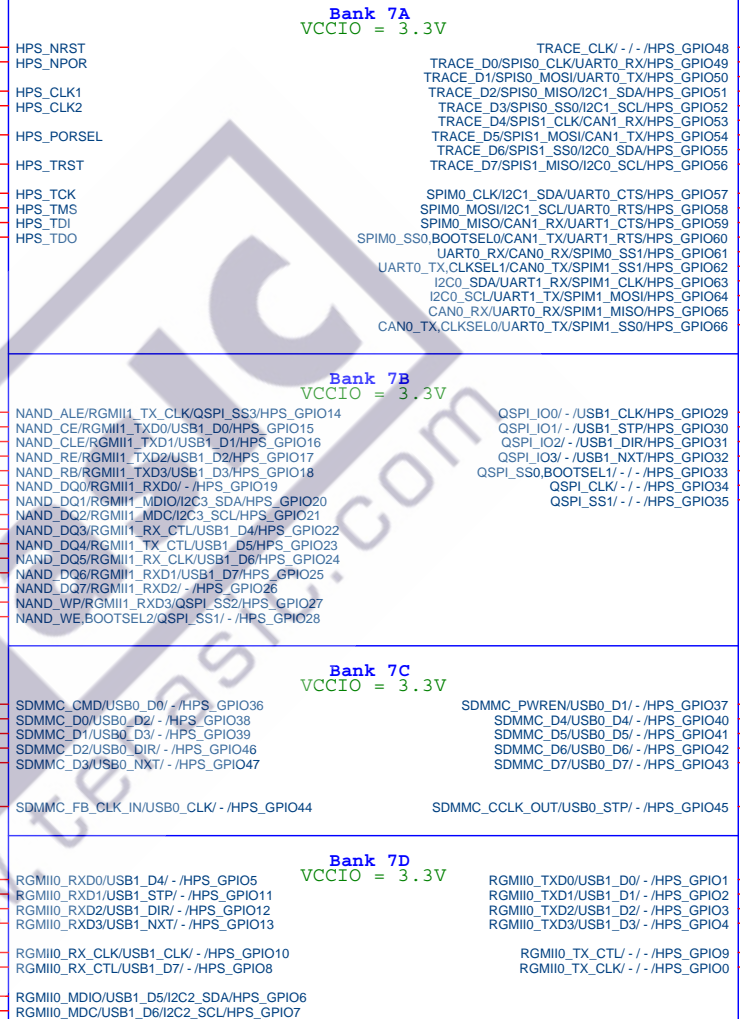 Bank 7A
VCCIO = 3.3V
HPS_NRST
HPS_NPOR
HPS_CLK1
HPS_CLK2
HPS_PORSEL
HPS_TRST
HPS_TCK
HPS_TMS
HPS_TDI
HPS_TDO
TRACE_CLK/ - / - /HPS_GPIO48
TRACE_D0/SPIS0_CLK/UART0_RX/HPS_GPIO49
TRACE_D1/SPIS0_MOSI/UART0_TX/HPS_GPIO50
TRACE_D2/SPIS0_MISO/I2C1_SDA/HPS_GPIO51
TRACE_D3/SPIS0_SS0/I2C1_SCL/HPS_GPIO52
TRACE_D4/SPIS1_CLK/CAN1_RX/HPS_GPIO53
TRACE_D5/SPIS1_MOSI/CAN1_TX/HPS_GPIO54
TRACE_D6/SPIS1_SS0/I2C0_SDA/HPS_GPIO55
TRACE_D7/SPIS1_MISO/I2C0_SCL/HPS_GPIO56
SPIM0_CLK/I2C1_SDA/UART0_CTS/HPS_GPIO57
SPIM0_MOSI/I2C1_SCL/UART0_RTS/HPS_GPIO58
SPIM0_MISO/CAN1_RX/UART1_CTS/HPS_GPIO59
SPIM0_SS0,BOOTSEL0/CAN1_TX/UART1_RTS/HPS_GPIO60
UART0_RX/CAN0_RX/SPIM0_SS1/HPS_GPIO61
UART0_TX,CLKSEL1/CAN0_TX/SPIM1_SS1/HPS_GPIO62
I2C0_SDA/UART1_RX/SPIM1_CLK/HPS_GPIO63
I2C0_SCL/UART1_TX/SPIM1_MOSI/HPS_GPIO64
CAN0_RX/UART0_RX/SPIM1_MISO/HPS_GPIO65
CAN0_TX,CLKSEL0/UART0_TX/SPIM1_SS0/HPS_GPIO66
Bank 7B
VCCIO = 3.3V
NAND_ALE/RGMII1_TX_CLK/QSPI_SS3/HPS_GPIO14
NAND_CE/RGMII1_TXD0/USB1_D0/HPS_GPIO15
NAND_CLE/RGMII1_TXD1/USB1_D1/HPS_GPIO16
NAND_RE/RGMII1_TXD2/USB1_D2/HPS_GPIO17
NAND_RB/RGMII1_TXD3/USB1_D3/HPS_GPIO18
NAND_DQ0/RGMII1_RXD0/ - /HPS_GPIO19
NAND_DQ1/RGMII1_MDIO/I2C3_SDA/HPS_GPIO20
NAND_DQ2/RGMII1_MDC/I2C3_SCL/HPS_GPIO21
NAND_DQ3/RGMII1_RX_CTL/USB1_D4/HPS_GPIO22
NAND_DQ4/RGMII1_TX_CTL/USB1_D5/HPS_GPIO23
NAND_DQ5/RGMII1_RX_CLK/USB1_D6/HPS_GPIO24
NAND_DQ6/RGMII1_RXD1/USB1_D7/HPS_GPIO25
NAND_DQ7/RGMII1_RXD2/ - /HPS_GPIO26
NAND_WP/RGMII1_RXD3/QSPI_SS2/HPS_GPIO27
NAND_WE,BOOTSEL2/QSPI_SS1/ - /HPS_GPIO28
QSPI_IO0/ - /USB1_CLK/HPS_GPIO29
QSPI_IO1/ - /USB1_STP/HPS_GPIO30
QSPI_IO2/ - /USB1_DIR/HPS_GPIO31
QSPI_IO3/ - /USB1_NXT/HPS_GPIO32
QSPI_SS0,BOOTSEL1/ - / - /HPS_GPIO33
QSPI_CLK/ - / - /HPS_GPIO34
QSPI_SS1/ - / - /HPS_GPIO35
Bank 7C
VCCIO = 3.3V
SDMMC_CMD/USB0_D0/ - /HPS_GPIO36
SDMMC_D0/USB0_D2/ - /HPS_GPIO38
SDMMC_D1/USB0_D3/ - /HPS_GPIO39
SDMMC_D2/USB0_DIR/ - /HPS_GPIO46
SDMMC_D3/USB0_NXT/ - /HPS_GPIO47
SDMMC_FB_CLK_IN/USB0_CLK/ - /HPS_GPIO44
SDMMC_PWREN/USB0_D1/ - /HPS_GPIO37
SDMMC_D4/USB0_D4/ - /HPS_GPIO40
SDMMC_D5/USB0_D5/ - /HPS_GPIO41
SDMMC_D6/USB0_D6/ - /HPS_GPIO42
SDMMC_D7/USB0_D7/ - /HPS_GPIO43
SDMMC_CCLK_OUT/USB0_STP/ - /HPS_GPIO45
Bank 7D
VCCIO = 3.3V
RGMII0_RXD0/USB1_D4/ - /HPS_GPIO5
RGMII0_RXD1/USB1_STP/ - /HPS_GPIO11
RGMII0_RXD2/USB1_DIR/ - /HPS_GPIO12
RGMII0_RXD3/USB1_NXT/ - /HPS_GPIO13
RGMII0_RX_CLK/USB1_CLK/ - /HPS_GPIO10
RGMII0_RX_CTL/USB1_D7/ - /HPS_GPIO8
RGMII0_MDIO/USB1_D5/I2C2_SDA/HPS_GPIO6
RGMII0_MDC/USB1_D6/I2C2_SCL/HPS_GPIO7
RGMII0_TXD0/USB1_D0/ - /HPS_GPIO1
RGMII0_TXD1/USB1_D1/ - /HPS_GPIO2
RGMII0_TXD2/USB1_D2/ - /HPS_GPIO3
RGMII0_TXD3/USB1_D3/ - /HPS_GPIO4
RGMII0_TX_CTL/ - / - /HPS_GPIO9
RGMII0_TX_CLK/ - / - /HPS_GPIO0
.terasic.com